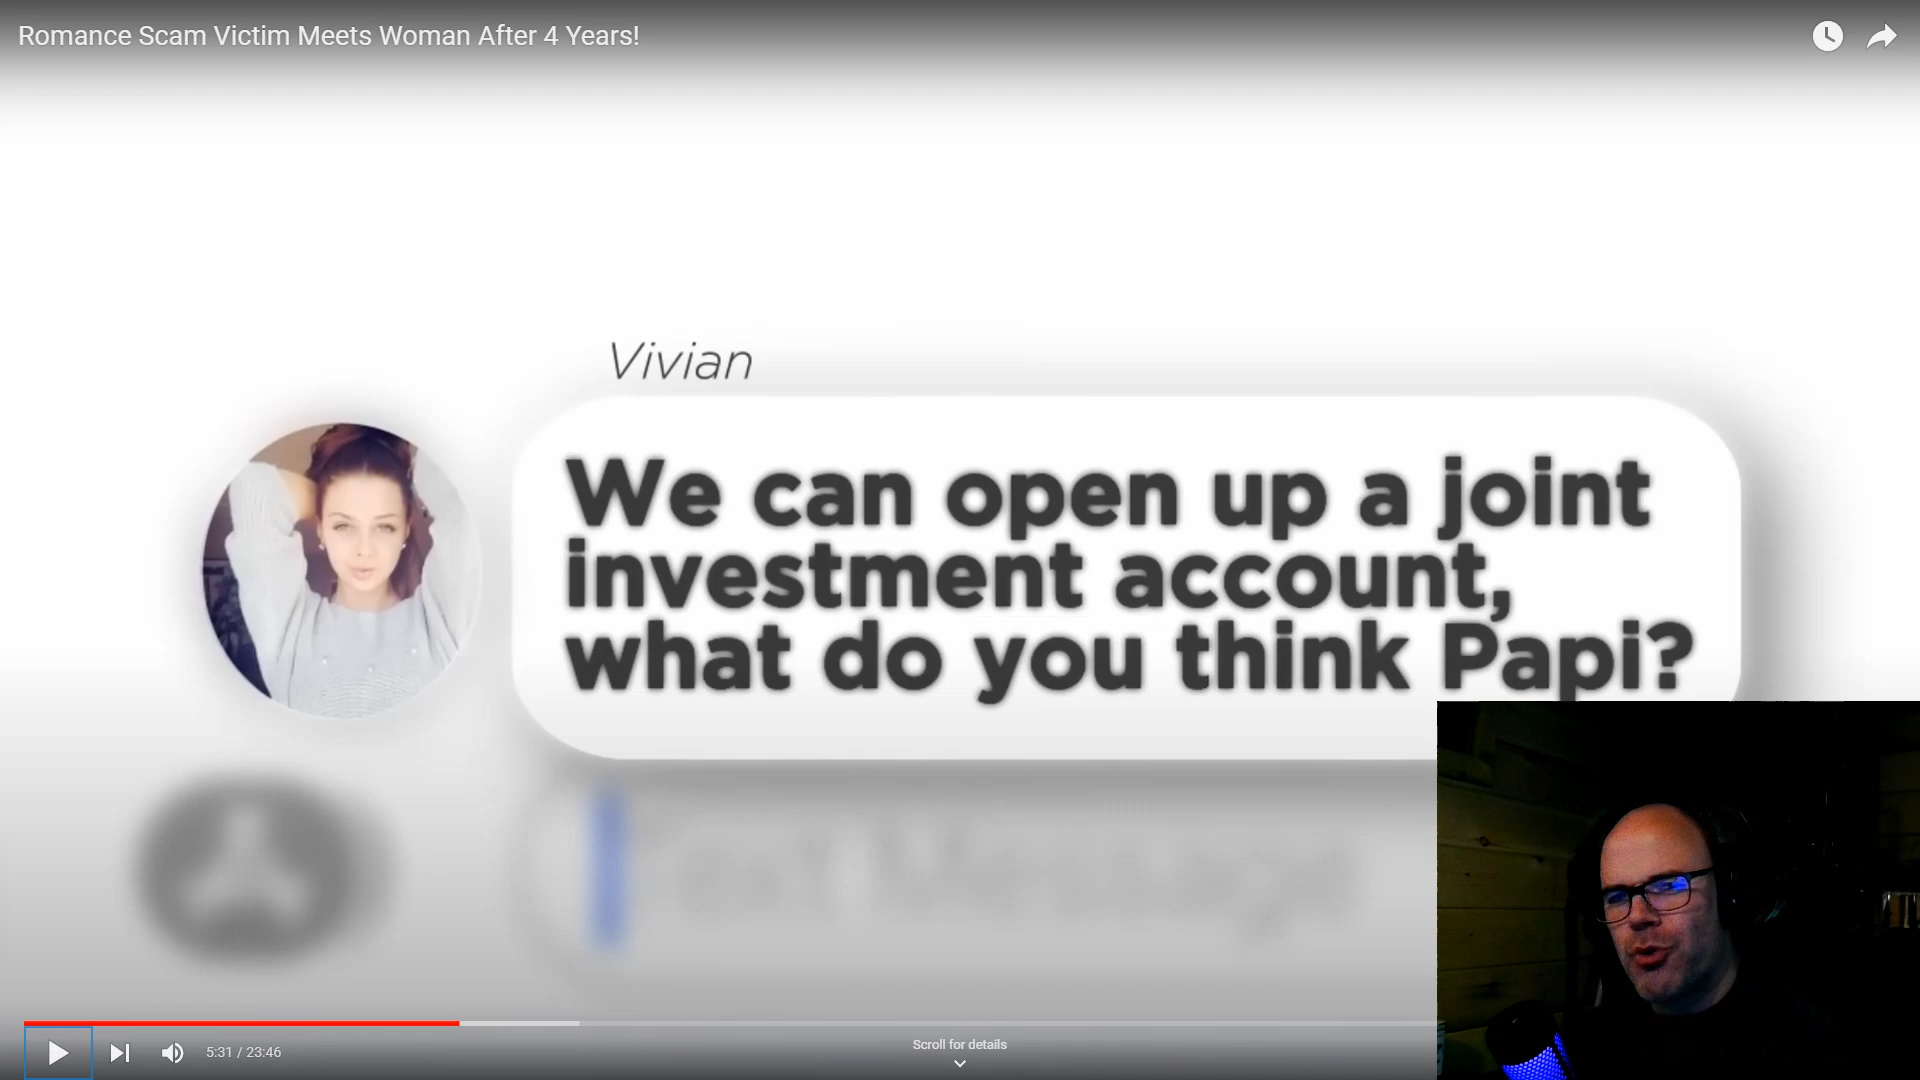 Romance Scam Victim Meets Woman After 4 Years!
Vivian
We can open up a joint
investment account,
what do you think Papi?
5:31 / 23:46
Scroll for details